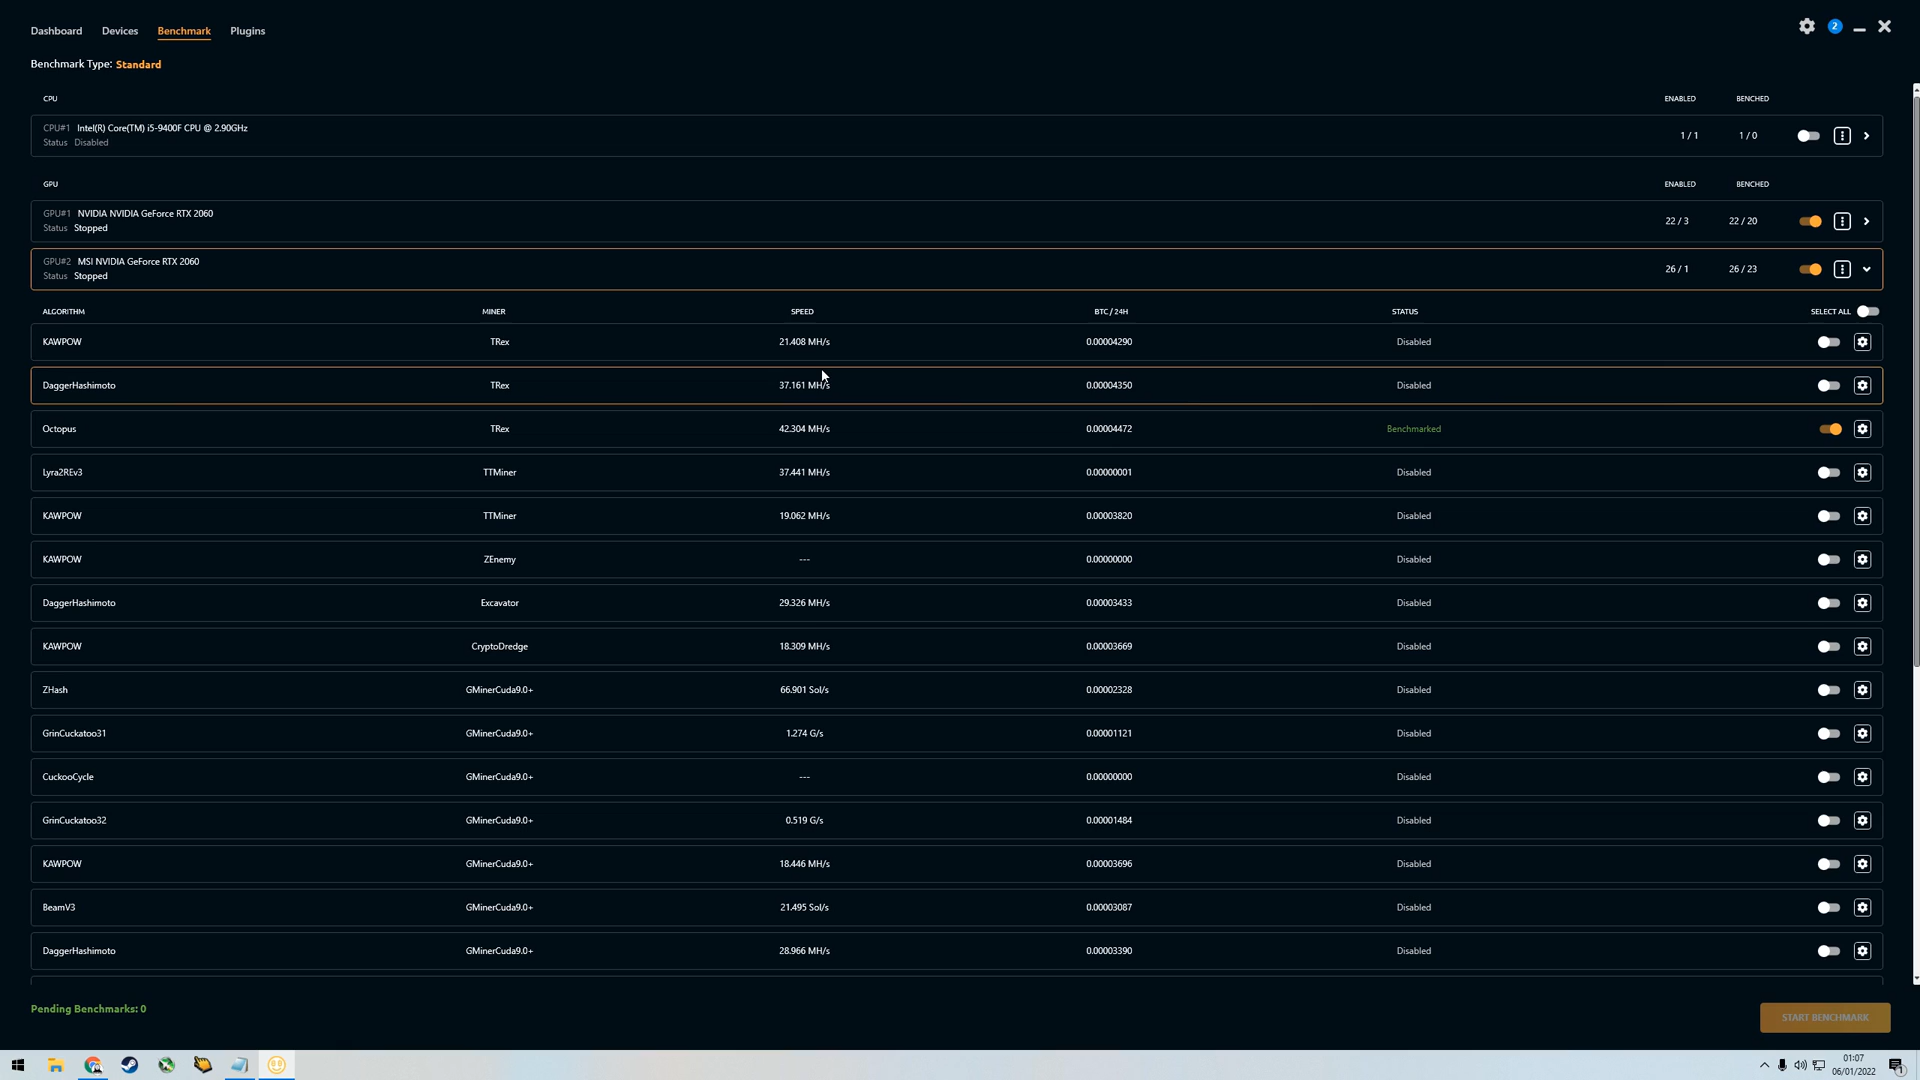 Dashboard Devices Benchmark Plugins
2
Benchmark Type: Standard
CPU ENABLED BENCHED
CPU#1 Intel(R) Core(TM) i5-9400F CPU @ 2.90GHz
Status Disabled
1 / 1 1 / 0
GPU ENABLED BENCHED
GPU#1 NVIDIA NVIDIA GeForce RTX 2060
Status Stopped
22 / 3 22 / 20
GPU#2 MSI NVIDIA GeForce RTX 2060
Status Stopped
26 / 1 26 / 23
ALGORITHM MINER SPEED BTC / 24H STATUS SELECT ALL
KAWPOW TRex 21.408 MH/s 0.00004290 Disabled
DaggerHashimoto TRex 37.161 MH/s 0.00004350 Disabled
Octopus TRex 42.304 MH/s 0.00004472 Benchmarked
Lyra2REv3 TTMiner 37.441 MH/s 0.00000001 Disabled
KAWPOW TTMiner 19.062 MH/s 0.00003820 Disabled
KAWPOW ZEnemy --- 0.00000000 Disabled
DaggerHashimoto Excavator 29.326 MH/s 0.00003433 Disabled
KAWPOW CryptoDredge 18.309 MH/s 0.00003669 Disabled
ZHash GMinerCuda9.0+ 66.901 Sol/s 0.00002328 Disabled
GrinCuckatoo31 GMinerCuda9.0+ 1.274 G/s 0.00001121 Disabled
CuckooCycle GMinerCuda9.0+ --- 0.00000000 Disabled
GrinCuckatoo32 GMinerCuda9.0+ 0.519 G/s 0.00001484 Disabled
KAWPOW GMinerCuda9.0+ 18.446 MH/s 0.00003696 Disabled
BeamV3 GMinerCuda9.0+ 21.495 Sol/s 0.00003087 Disabled
DaggerHashimoto GMinerCuda9.0+ 28.966 MH/s 0.00003390 Disabled
Pending Benchmarks: 0
START BENCHMARK
01:07
06/01/2022
1